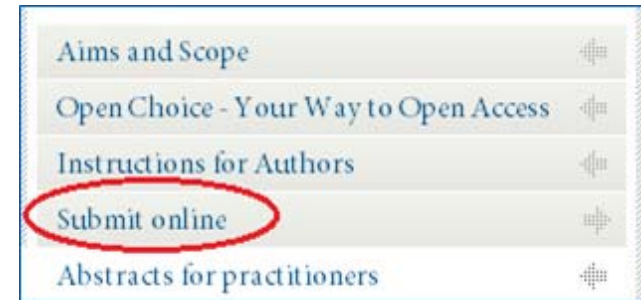 Aims and Scope
Open Choice - Your Way to Open Access
Instructions for Authors
Submit online
Abstracts for practitioners